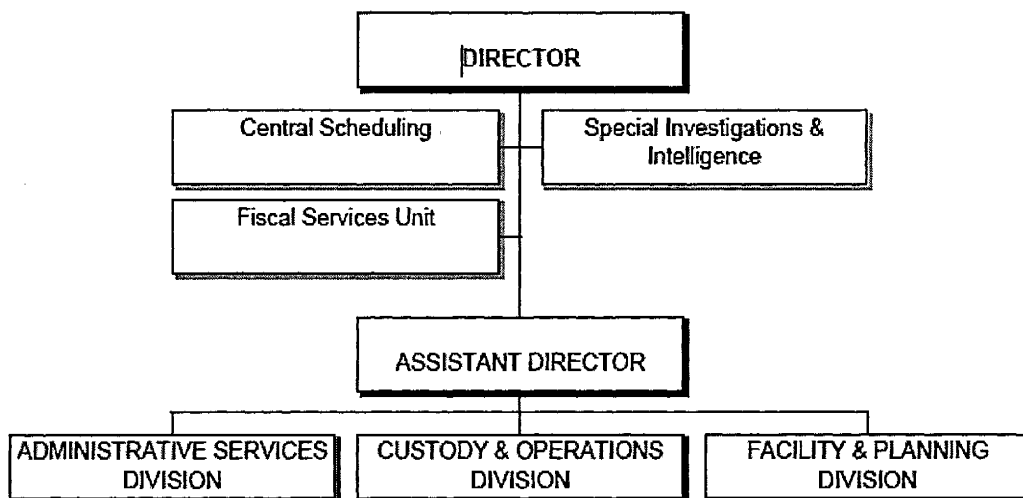 DIRECTOR
Central Scheduling
Special Investigations &
Intelligence
Fiscal Services Unit
ASSISTANT DIRECTOR
ADMINISTRATIVE SERVICES
DIVISION
CUSTODY & OPERATIONS
DIVISION
FACILITY & PLANNING
DIVISION